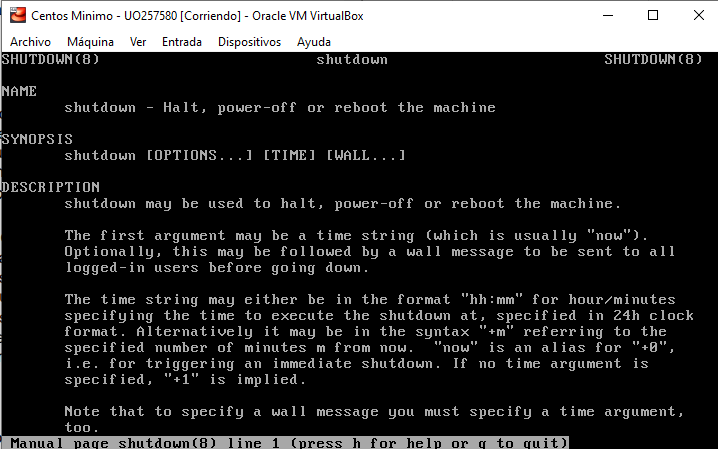 Centos Minimo - UO257580 [Corriendo] - Oracle VM VirtualBox
Archivo Máquina Ver Entrada Dispositivos Ayuda
SHUTDOWN(8) shutdown SHUTDOWN(8)
NAME
shutdown - Halt, power-off or reboot the machine
SYNOPSIS
shutdown [OPTIONS...] [TIME] [WALL...]
DESCRIPTION
shutdown may be used to halt, power-off or reboot the machine.
The first argument may be a time string (which is usually "now").
Optionally, this may be followed by a wall message to be sent to all
logged-in users before going down.
The time string may either be in the format "hh:mm" for hour/minutes
specifying the time to execute the shutdown at, specified in 24h clock
format. Alternatively it may be in the syntax "+m" referring to the
specified number of minutes m from now. "now" is an alias for "+0",
i.e. for triggering an immediate shutdown. If no time argument is
specified, "+1" is implied.
Note that to specify a wall message you must specify a time argument,
too.
Manual page shutdown(8) line 1 (press h for help or q to quit)